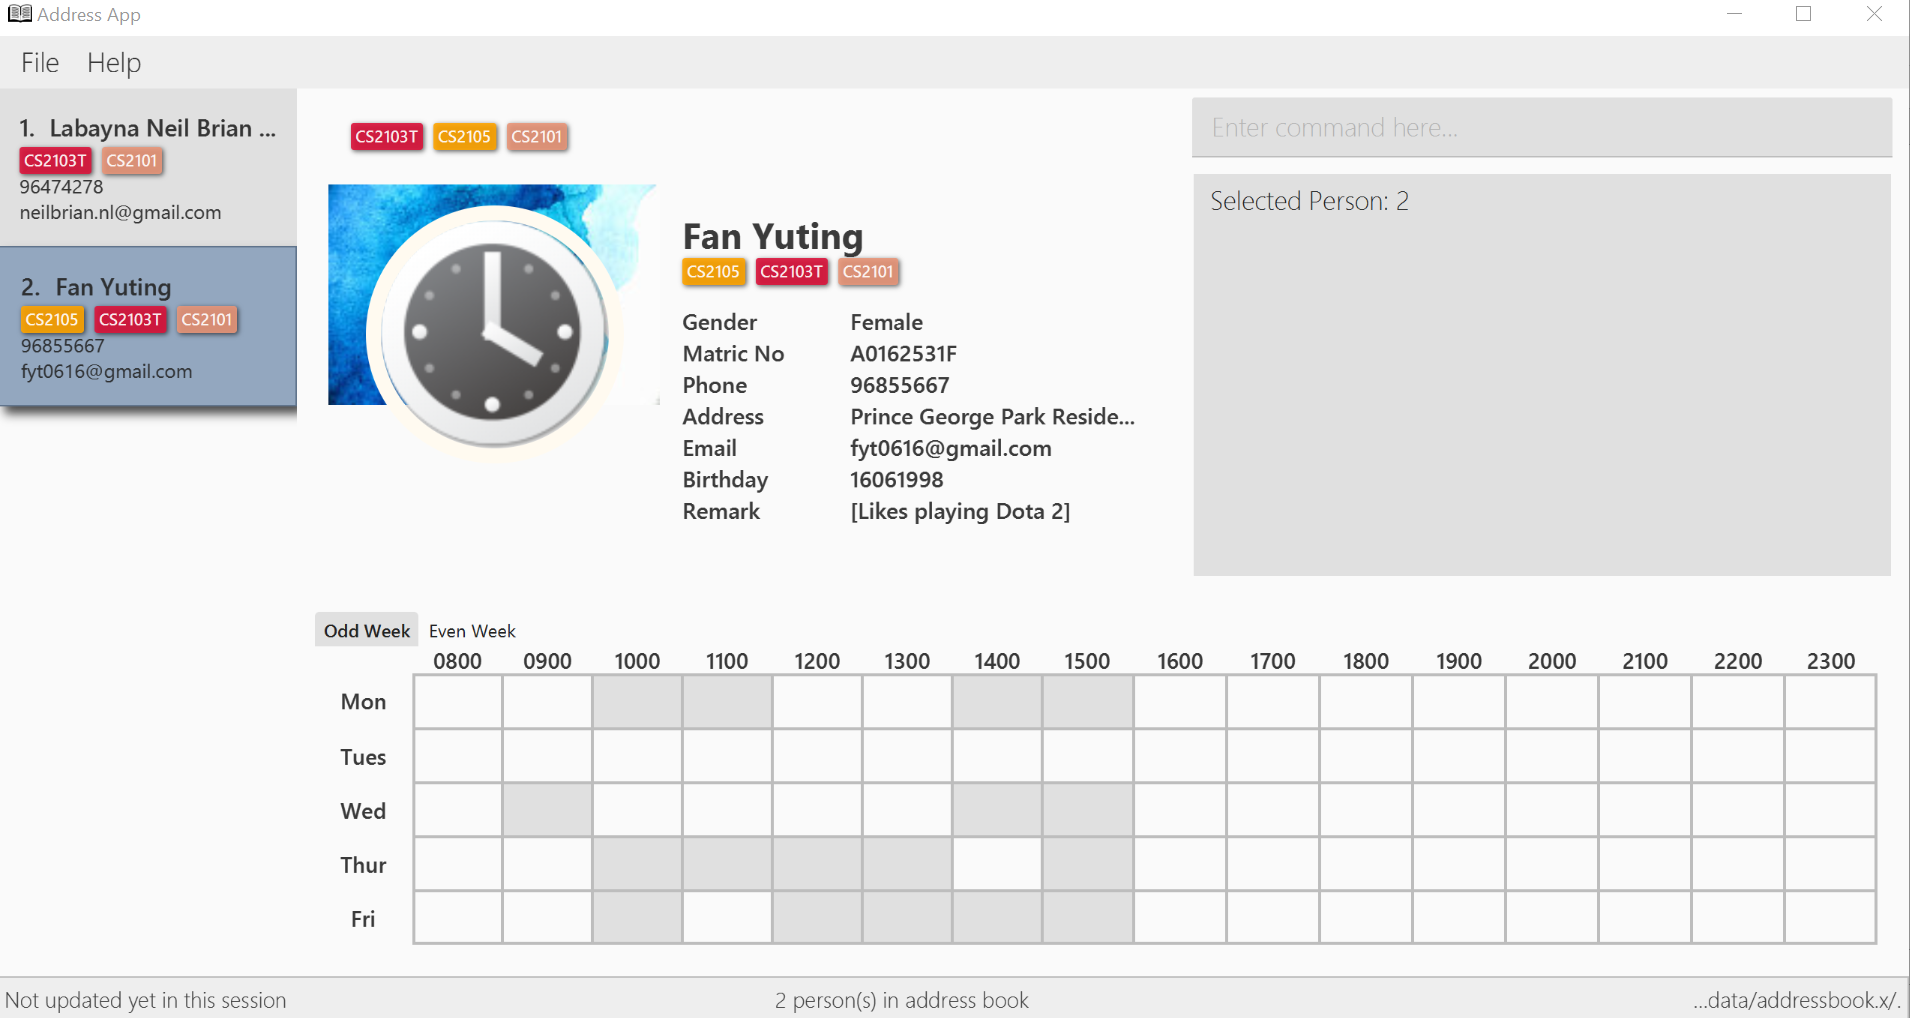 Address App
File Help
1. Labayna Neil Brian ...
CS2103T CS2101
96474278
neilbrian.nl@gmail.com
2. Fan Yuting
CS2105 CS2103T CS2101
96855667
fyt0616@gmail.com
CS2103T CS2105 CS2101
Fan Yuting
CS2105 CS2103T CS2101
Gender Female
Matric No A0162531F
Phone 96855667
Address Prince George Park Reside...
Email fyt0616@gmail.com
Birthday 16061998
Remark [Likes playing Dota 2]
Enter command here...
Selected Person: 2
Odd Week Even Week
0800 0900 1000 1100 1200 1300 1400 1500 1600 1700 1800 1900 2000 2100 2200 2300
Mon
Tues
Wed
Thur
Fri
Not updated yet in this session 2 person(s) in address book ...data/addressbook.x/.